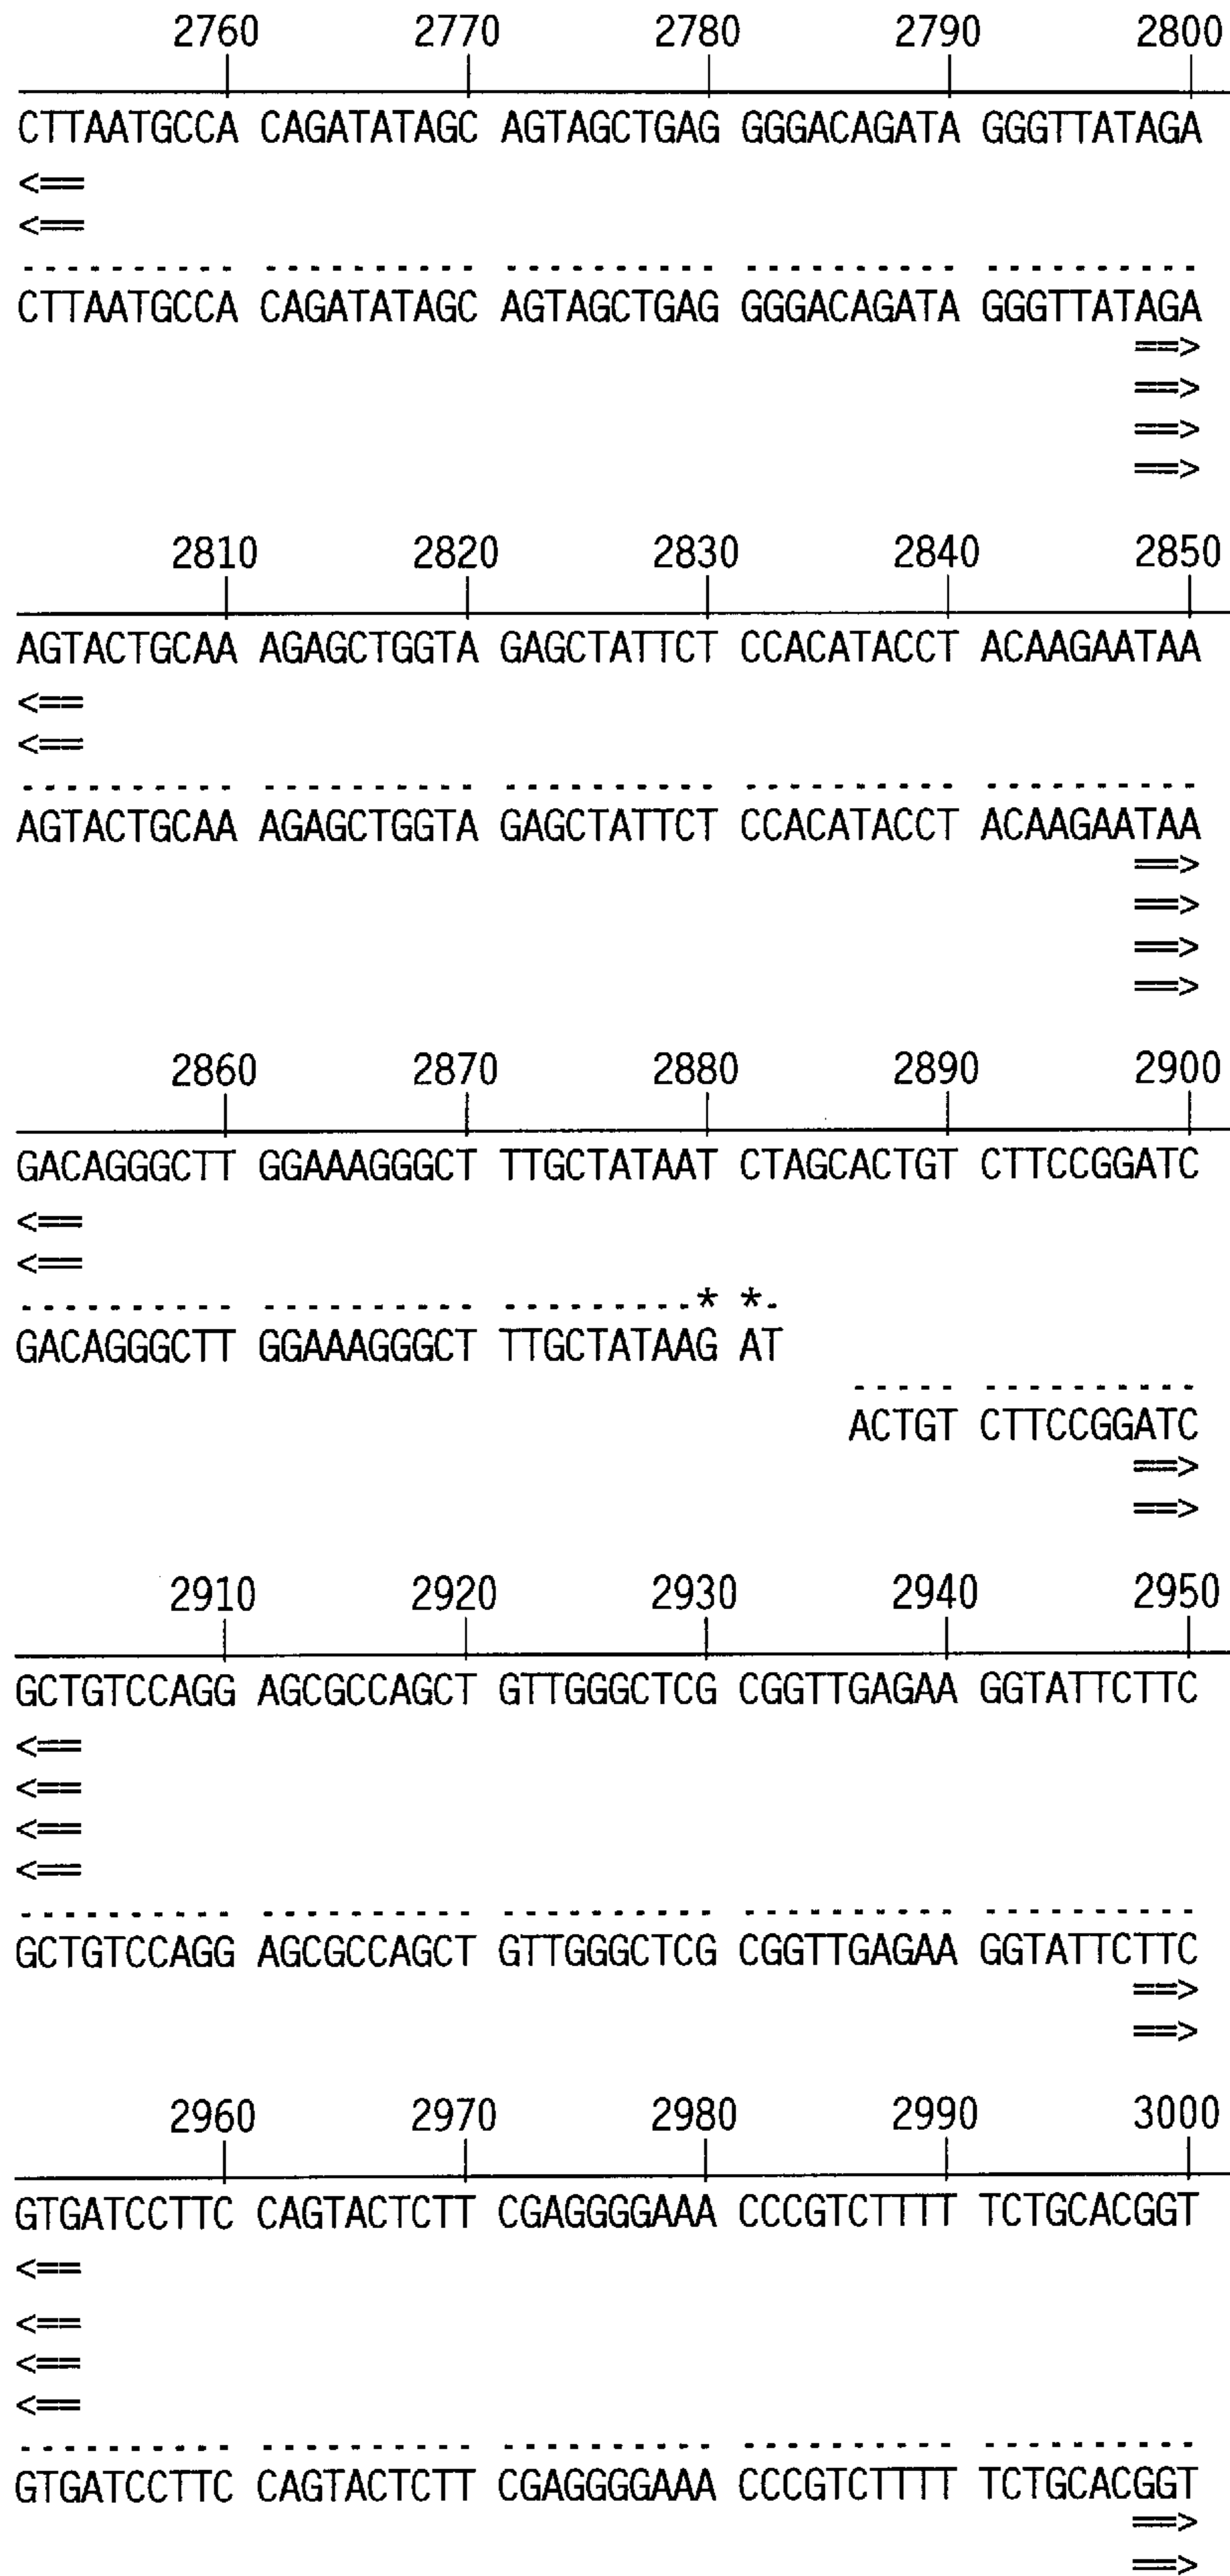 2760 2770 2780 2790 2800
CTTAATGCCA CAGATATAGC AGTAGCTGAG GGGACAGATA GGGTTATAGA
<==
<==
- - - - - - - - - - - - - - - - - - - - - - - - - - - - - - - - - - - - - - - - - - - - - - - - - -
CTTAATGCCA CAGATATAGC AGTAGCTGAG GGGACAGATA GGGTTATAGA
==>
==>
==>
==>
2810 2820 2830 2840 2850
AGTACTGCAA AGAGCTGGTA GAGCTATTCT CCACATACCT ACAAGAATAA
<==
<==
- - - - - - - - - - - - - - - - - - - - - - - - - - - - - - - - - - - - - - - - - - - - - - - - - -
AGTACTGCAA AGAGCTGGTA GAGCTATTCT CCACATACCT ACAAGAATAA
==>
==>
==>
==>
2860 2870 2880 2890 2900
GACAGGGCTT GGAAAGGGCT TTGCTATAAT CTAGCACTGT CTTCCGGATC
<==
<==
- - - - - - - - - - - - - - - - - - - - - - - - - - - - - * *-
GACAGGGCTT GGAAAGGGCT TTGCTATAAG AT
- - - - - - - - - - - - - - -
ACTGT CTTCCGGATC
==>
==>
2910 2920 2930 2940 2950
GCTGTCCAGG AGCGCCAGCT GTTGGGCTCG CGGTTGAGAA GGTATTCTTC
<==
<==
<==
<==
- - - - - - - - - - - - - - - - - - - - - - - - - - - - - - - - - - - - - - - - - - - - - - - - - -
GCTGTCCAGG AGCGCCAGCT GTTGGGCTCG CGGTTGAGAA GGTATTCTTC
==>
==>
2960 2970 2980 2990 3000
GTGATCCTTC CAGTACTCTT CGAGGGGAAA CCCGTCTTTT TCTGCACGGT
<==
<==
<==
<==
- - - - - - - - - - - - - - - - - - - - - - - - - - - - - - - - - - - - - - - - - - - - - - - - - -
GTGATCCTTC CAGTACTCTT CGAGGGGAAA CCCGTCTTTT TCTGCACGGT
==>
==>